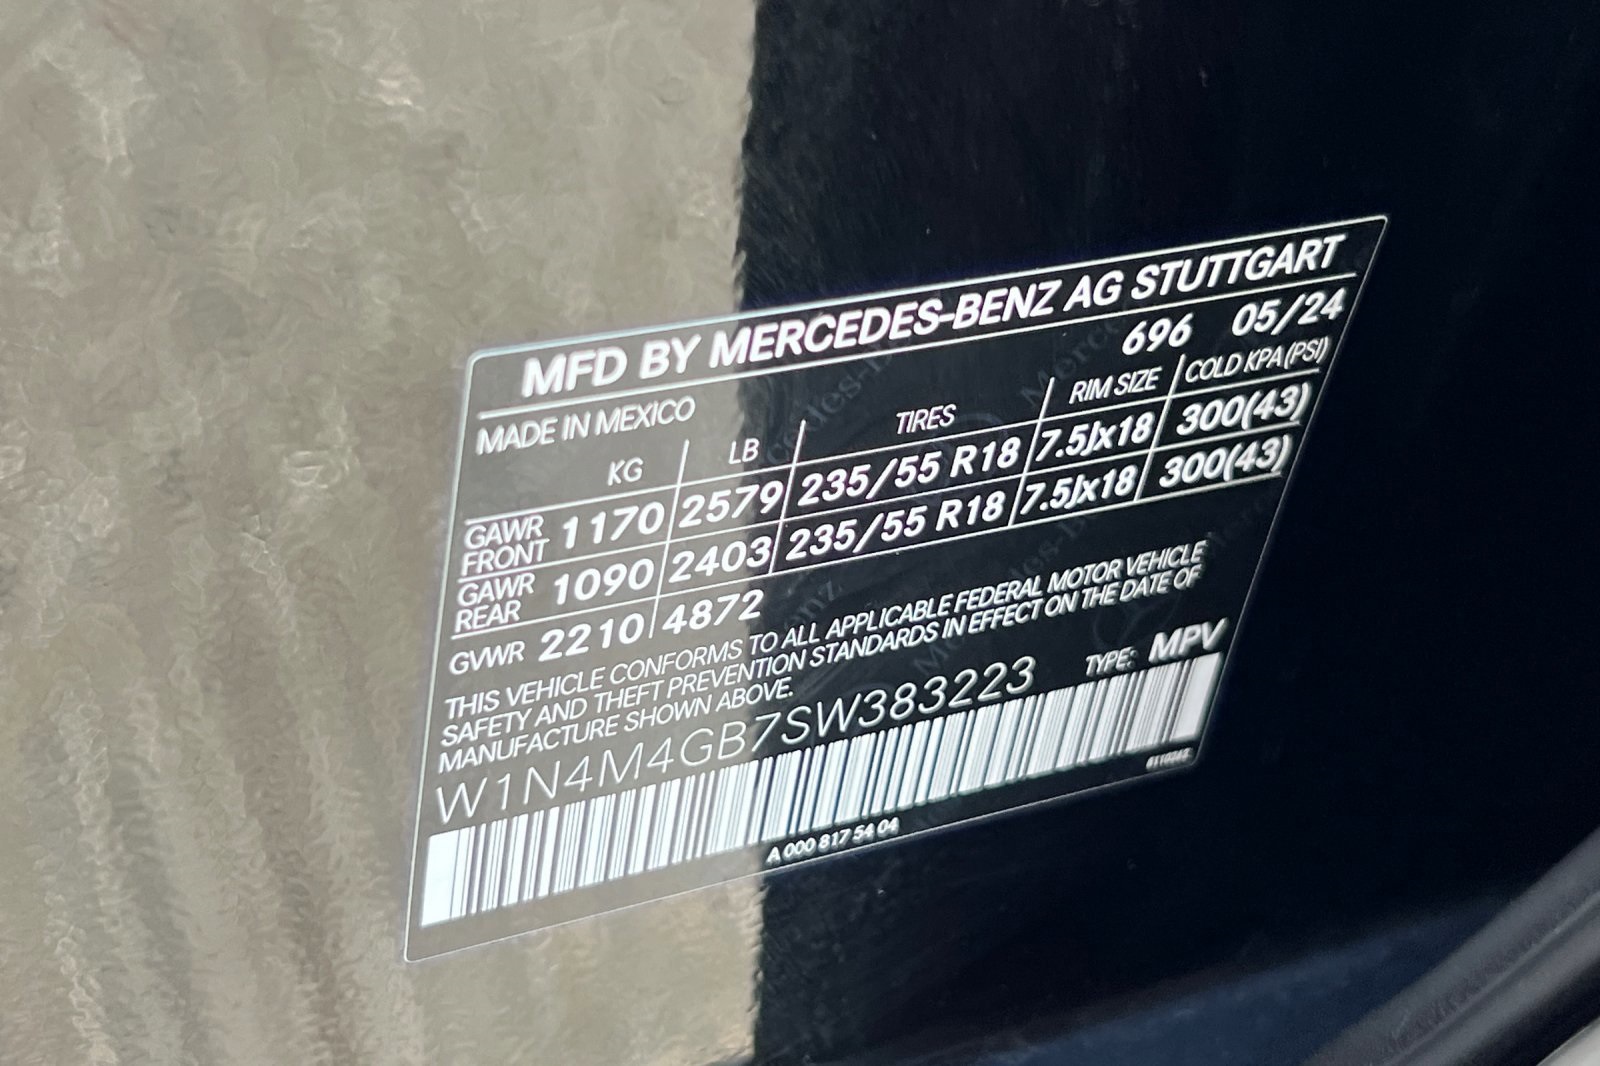 MFD BY MERCEDES-BENZ AG STUTTGART
MADE IN MEXICO 696 05/24
KG LB TIRES RIM SIZE COLD KPA (PSI)
GAWR FRONT 1170 2579 235/55 R18 7.5Jx18 300(43)
GAWR REAR 1090 2403 235/55 R18 7.5Jx18 300(43)
GVWR 2210 4872
THIS VEHICLE CONFORMS TO ALL APPLICABLE FEDERAL MOTOR VEHICLE
SAFETY AND THEFT PREVENTION STANDARDS IN EFFECT ON THE DATE OF
MANUFACTURE SHOWN ABOVE.
W1N4M4GB7SW383223 TYPE: MPV
A 000 817 54 04